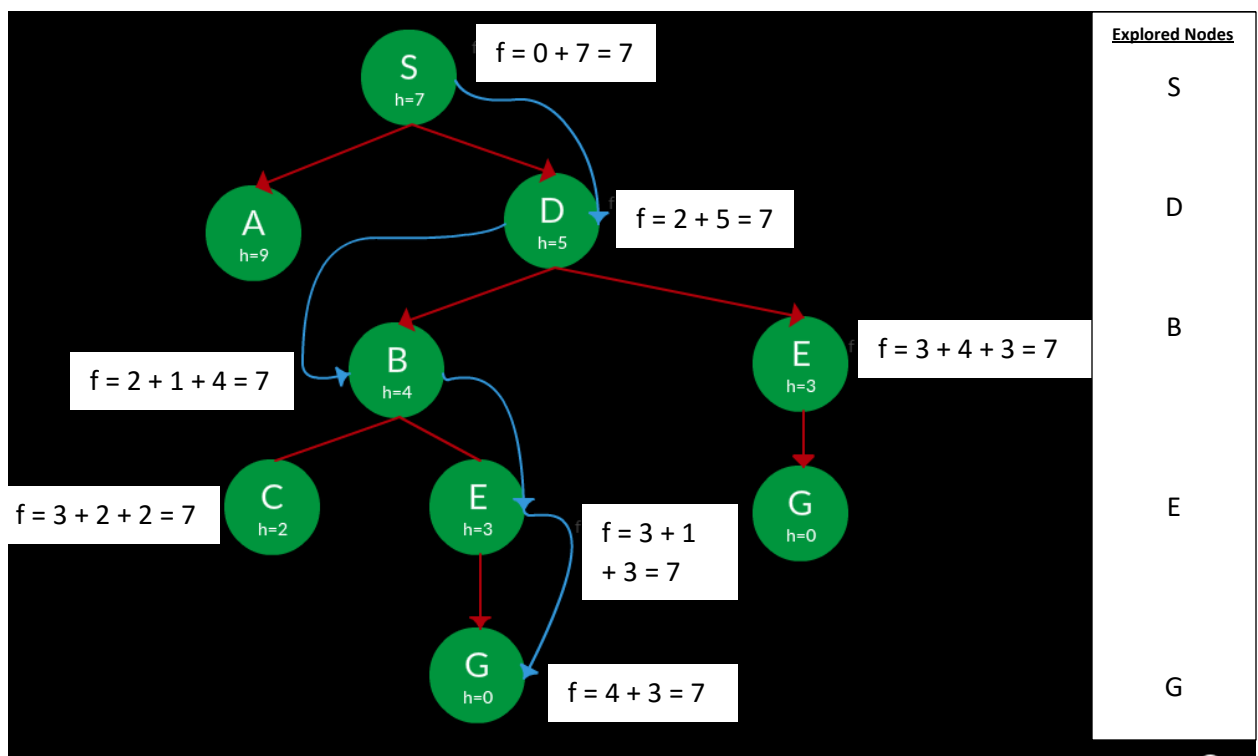 Explored Nodes
f = 0 + 7 = 7
S
h=7
S
A
h=9
D
h=5
f = 2 + 5 = 7
D
B
h=4
f = 2 + 1 + 4 = 7
E
h=3
f = 3 + 4 + 3 = 7
B
C
h=2
f = 3 + 2 + 2 = 7
E
h=3
f = 3 + 1
+ 3 = 7
G
h=0
E
G
h=0
f = 4 + 3 = 7
G